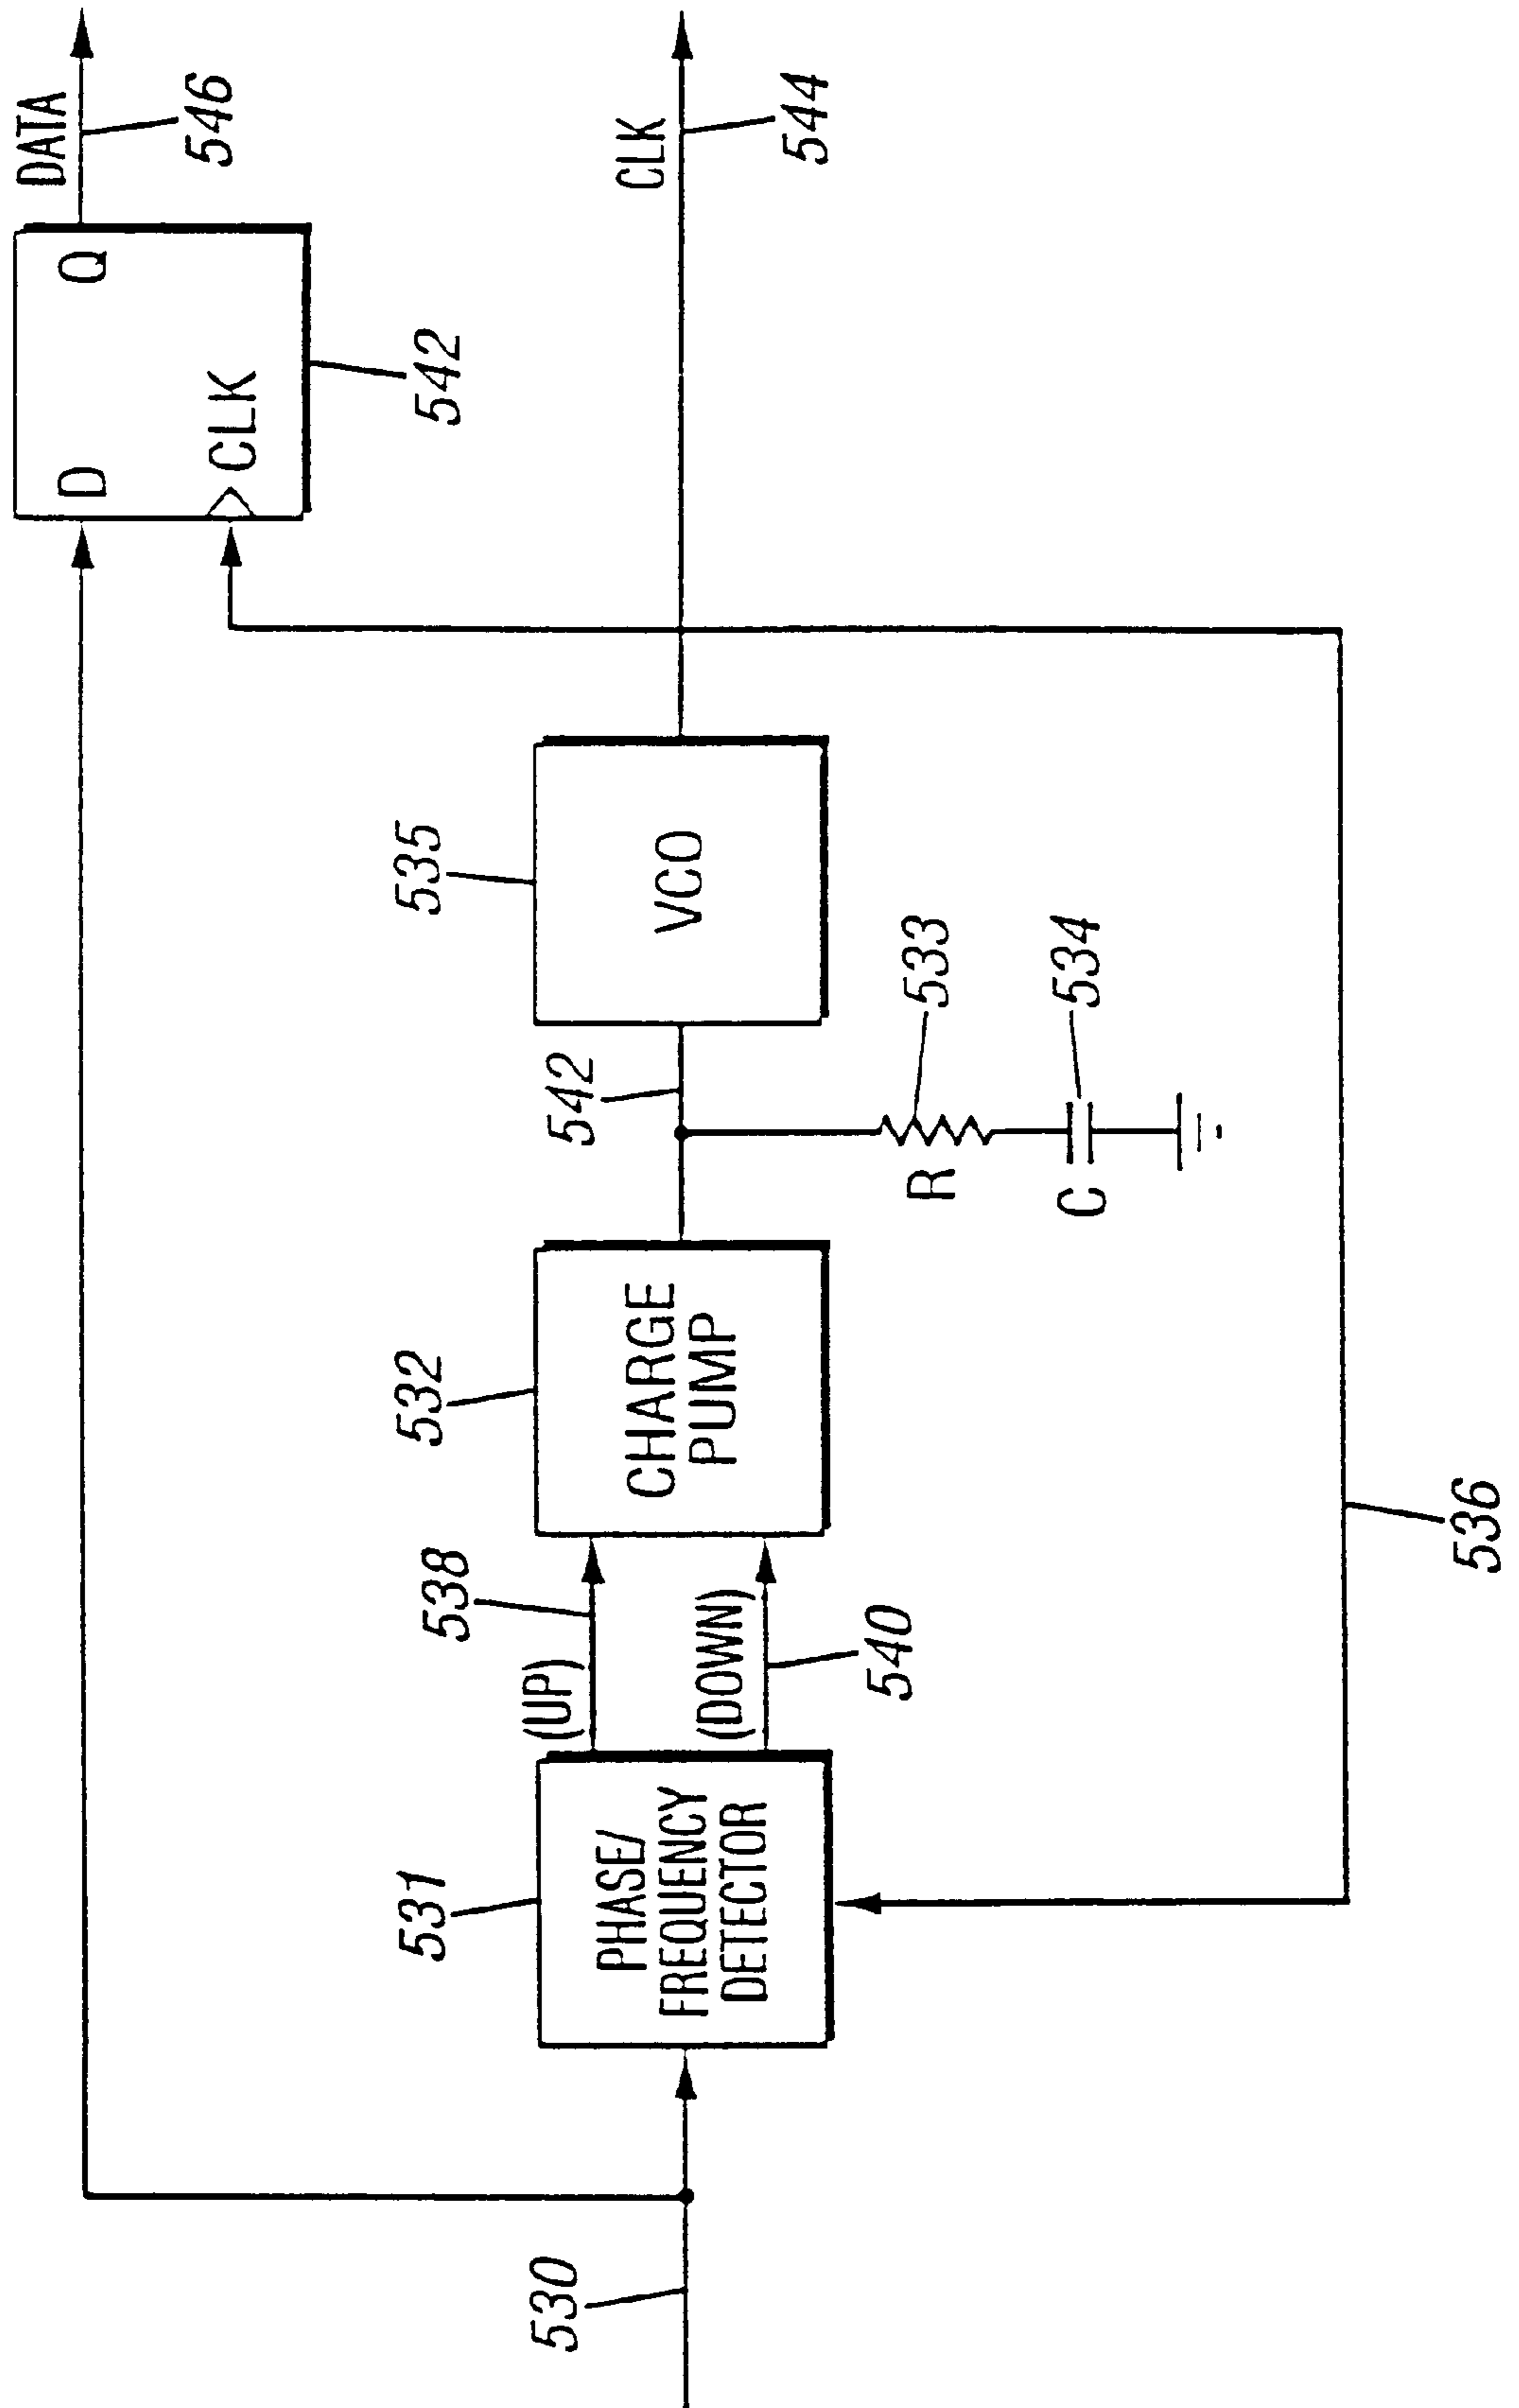 530
531
PHASE/
FREQUENCY
DETECTOR
(UP)
538
(DOWN)
540
532
CHARGE
PUMP
542
R
533
C
534
535
VCO
536
D
Q
CLK
542
DATA
546
CLK
544